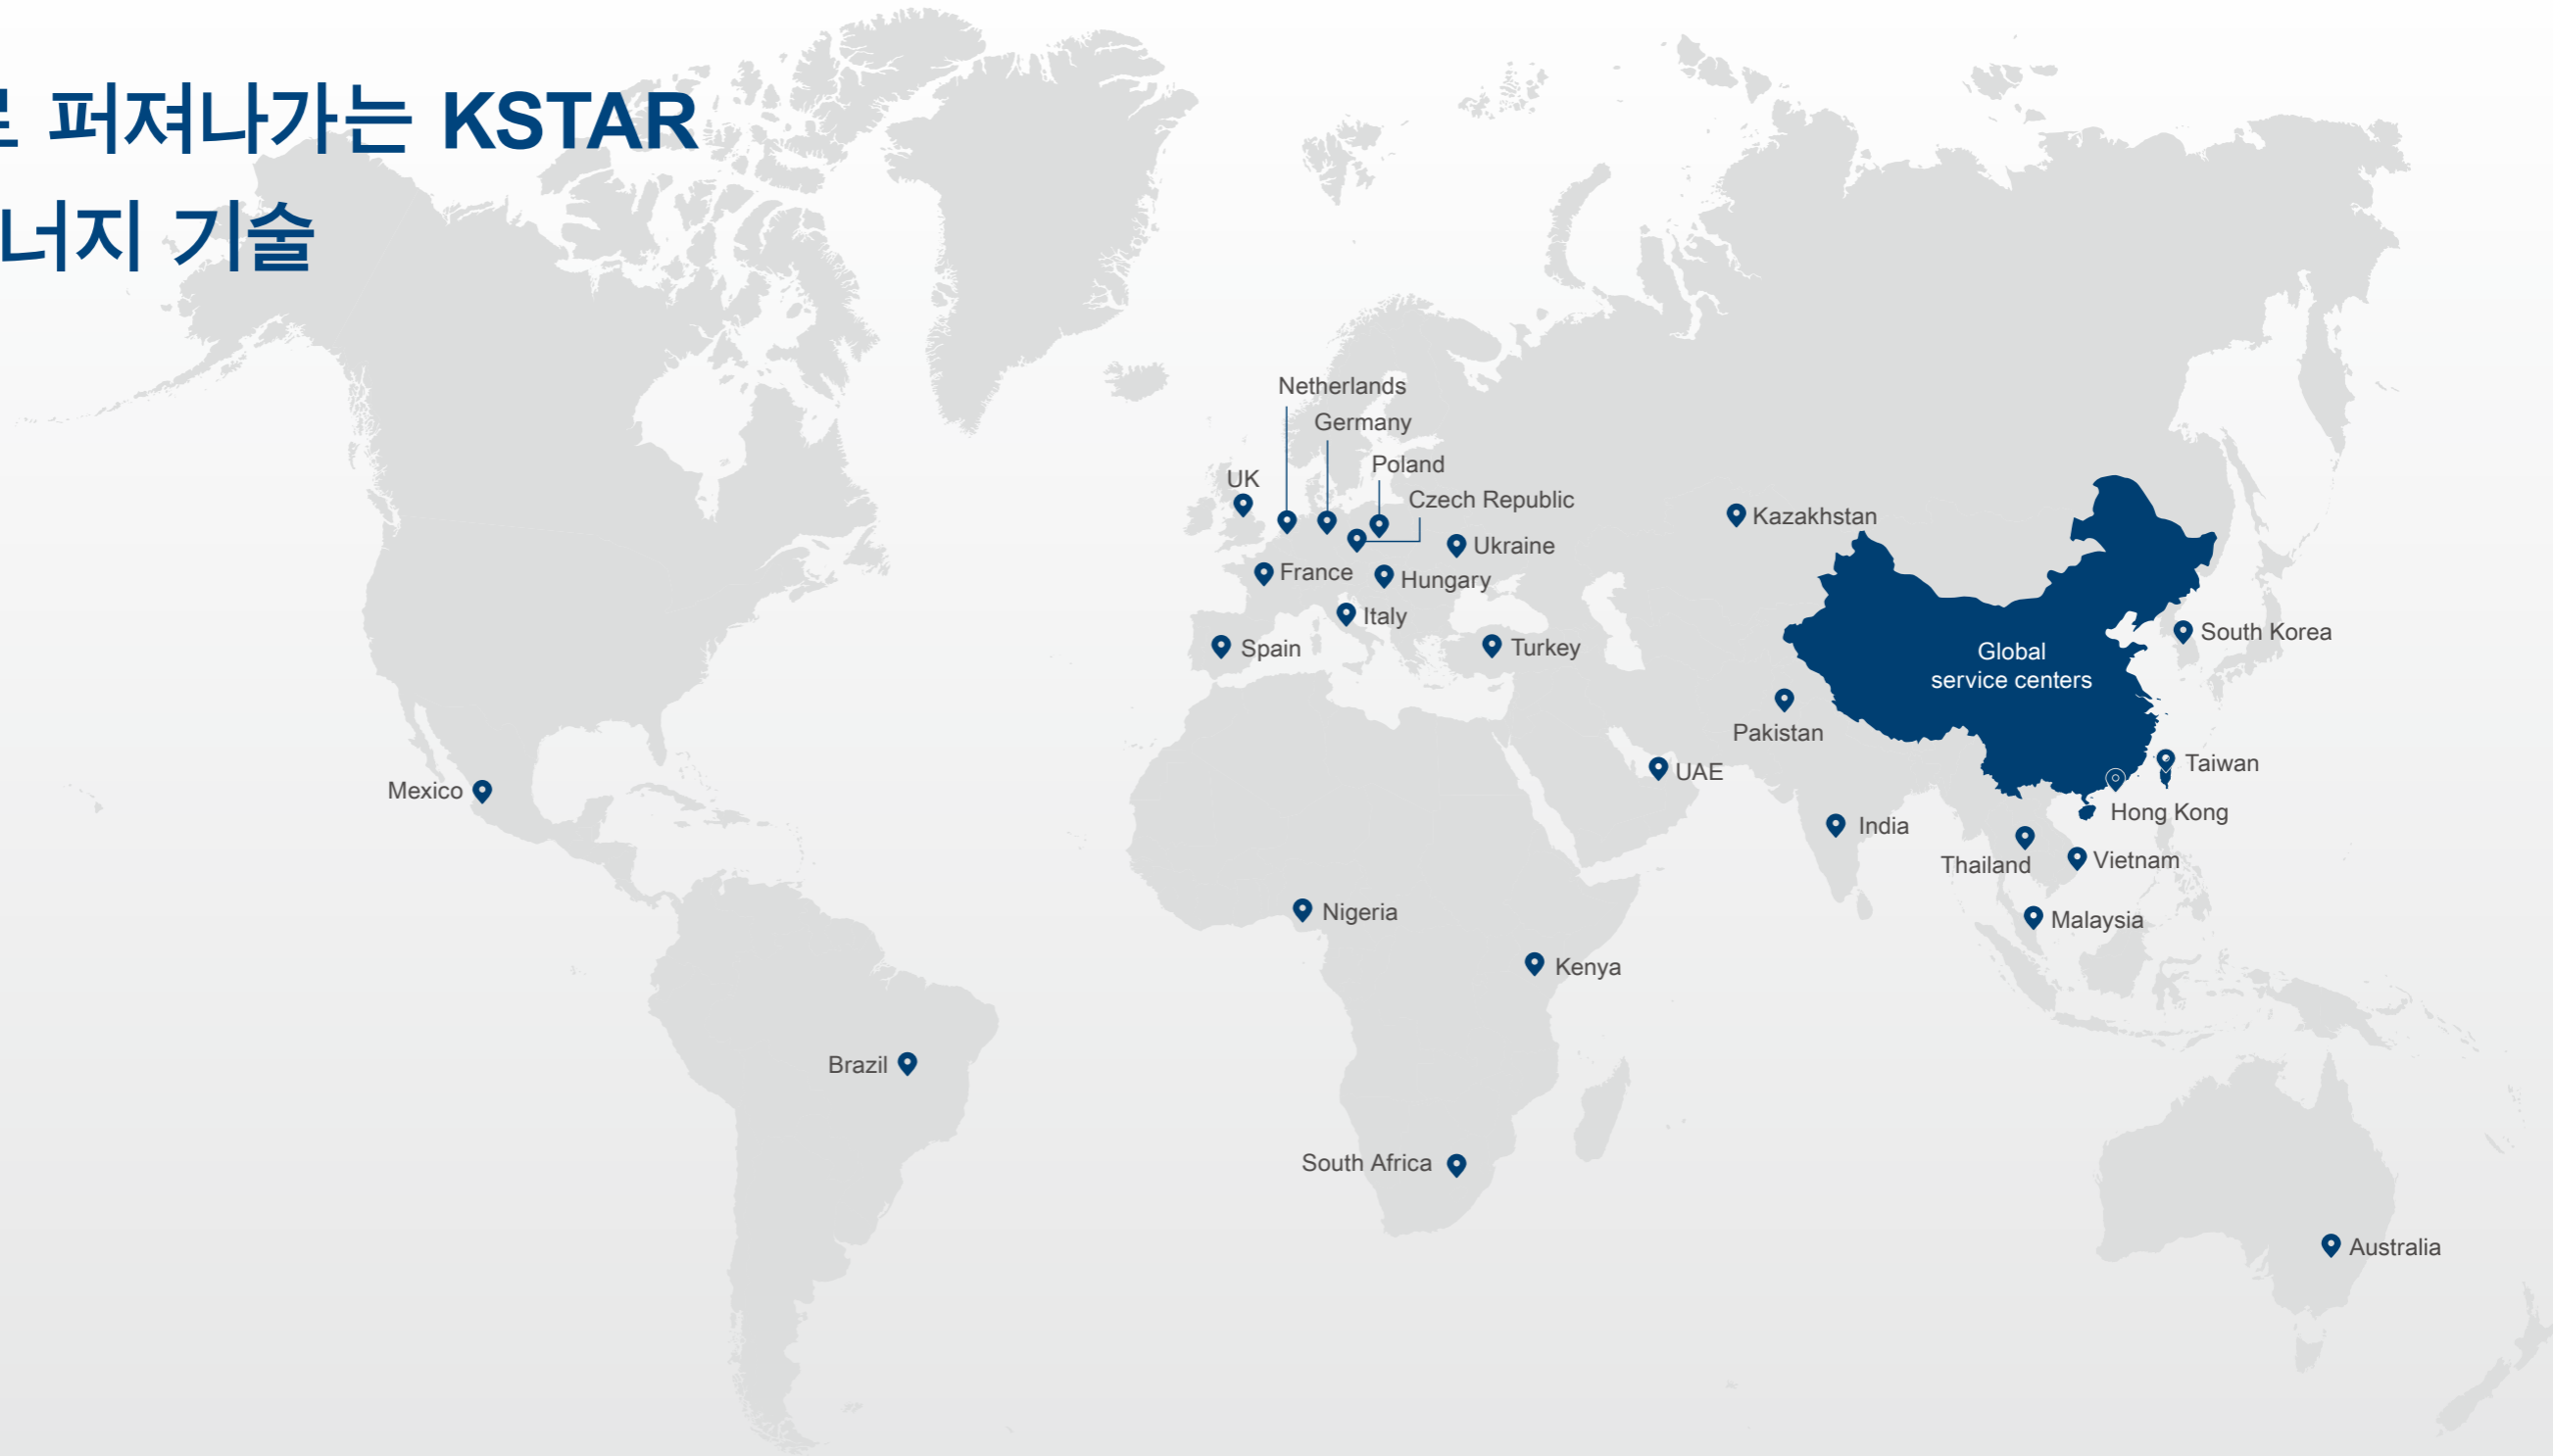 퍼져나가는 KSTAR
기술
Netherlands
Germany
Poland
UK
Czech Republic
Kazakhstan
Ukraine
France
Hungary
Italy
Spain
Turkey
South Korea
Global
service centers
Pakistan
Taiwan
UAE
Mexico
Hong Kong
India
Thailand
Vietnam
Nigeria
Malaysia
Kenya
Brazil
South Africa
Australia